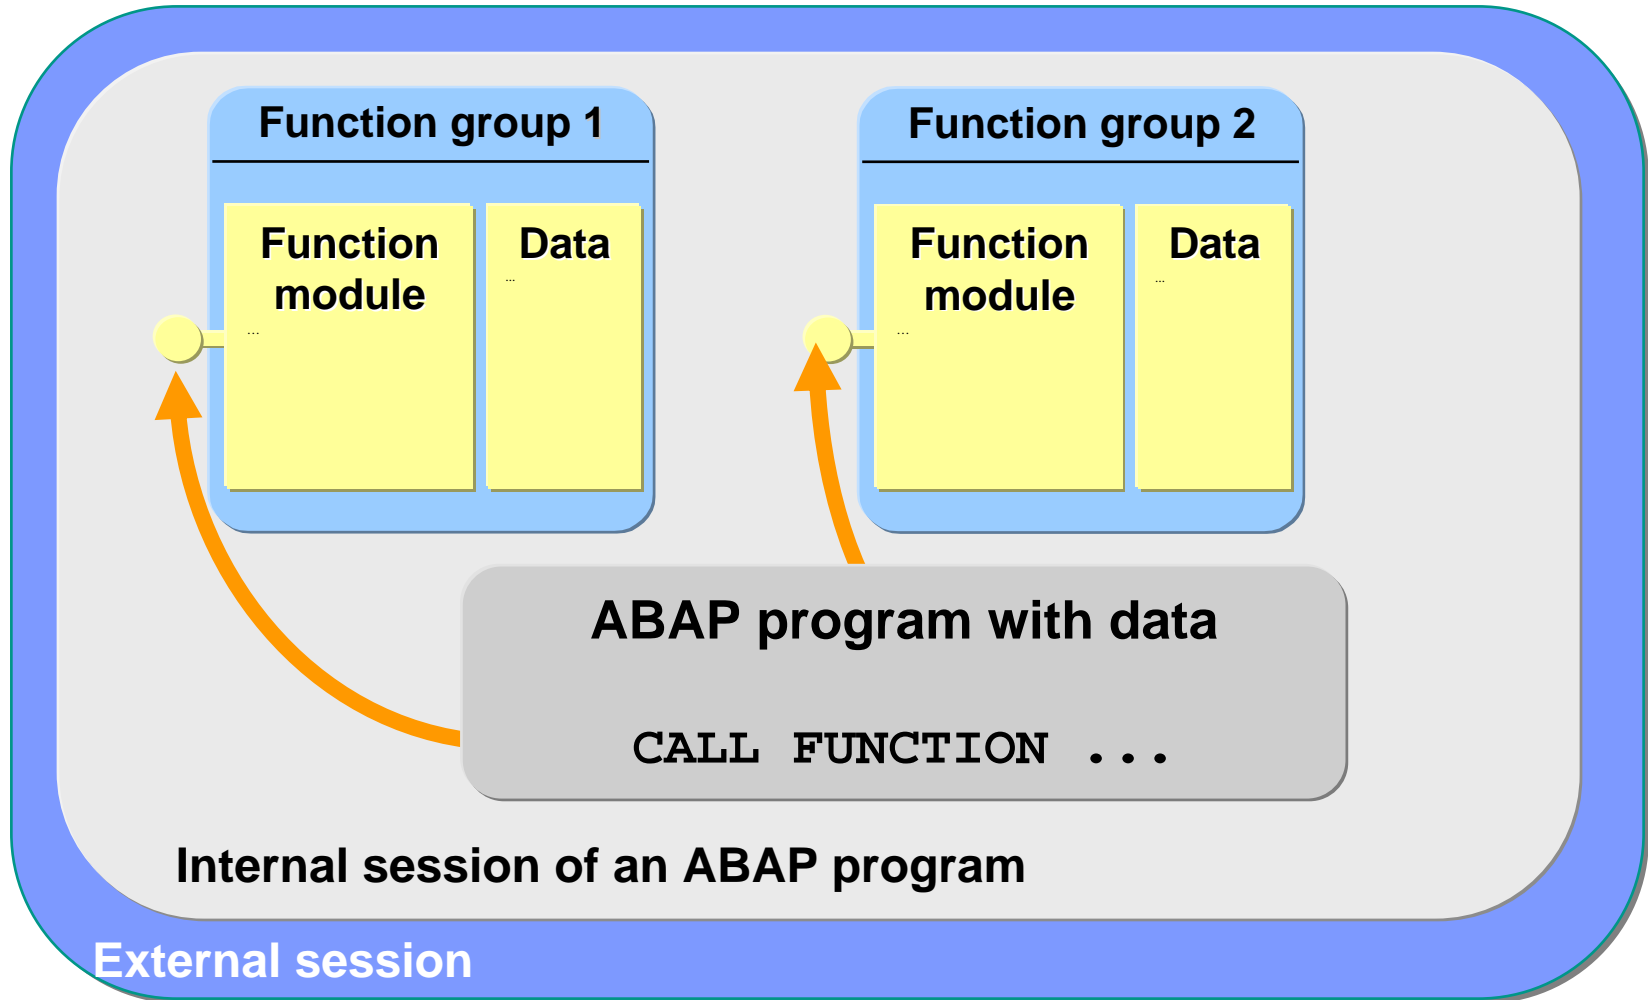 Function group 1
Function
module
...
Data
...
Function group 2
Function
module
...
Data
...
ABAP program with data
CALL FUNCTION ...
Internal session of an ABAP program
External session